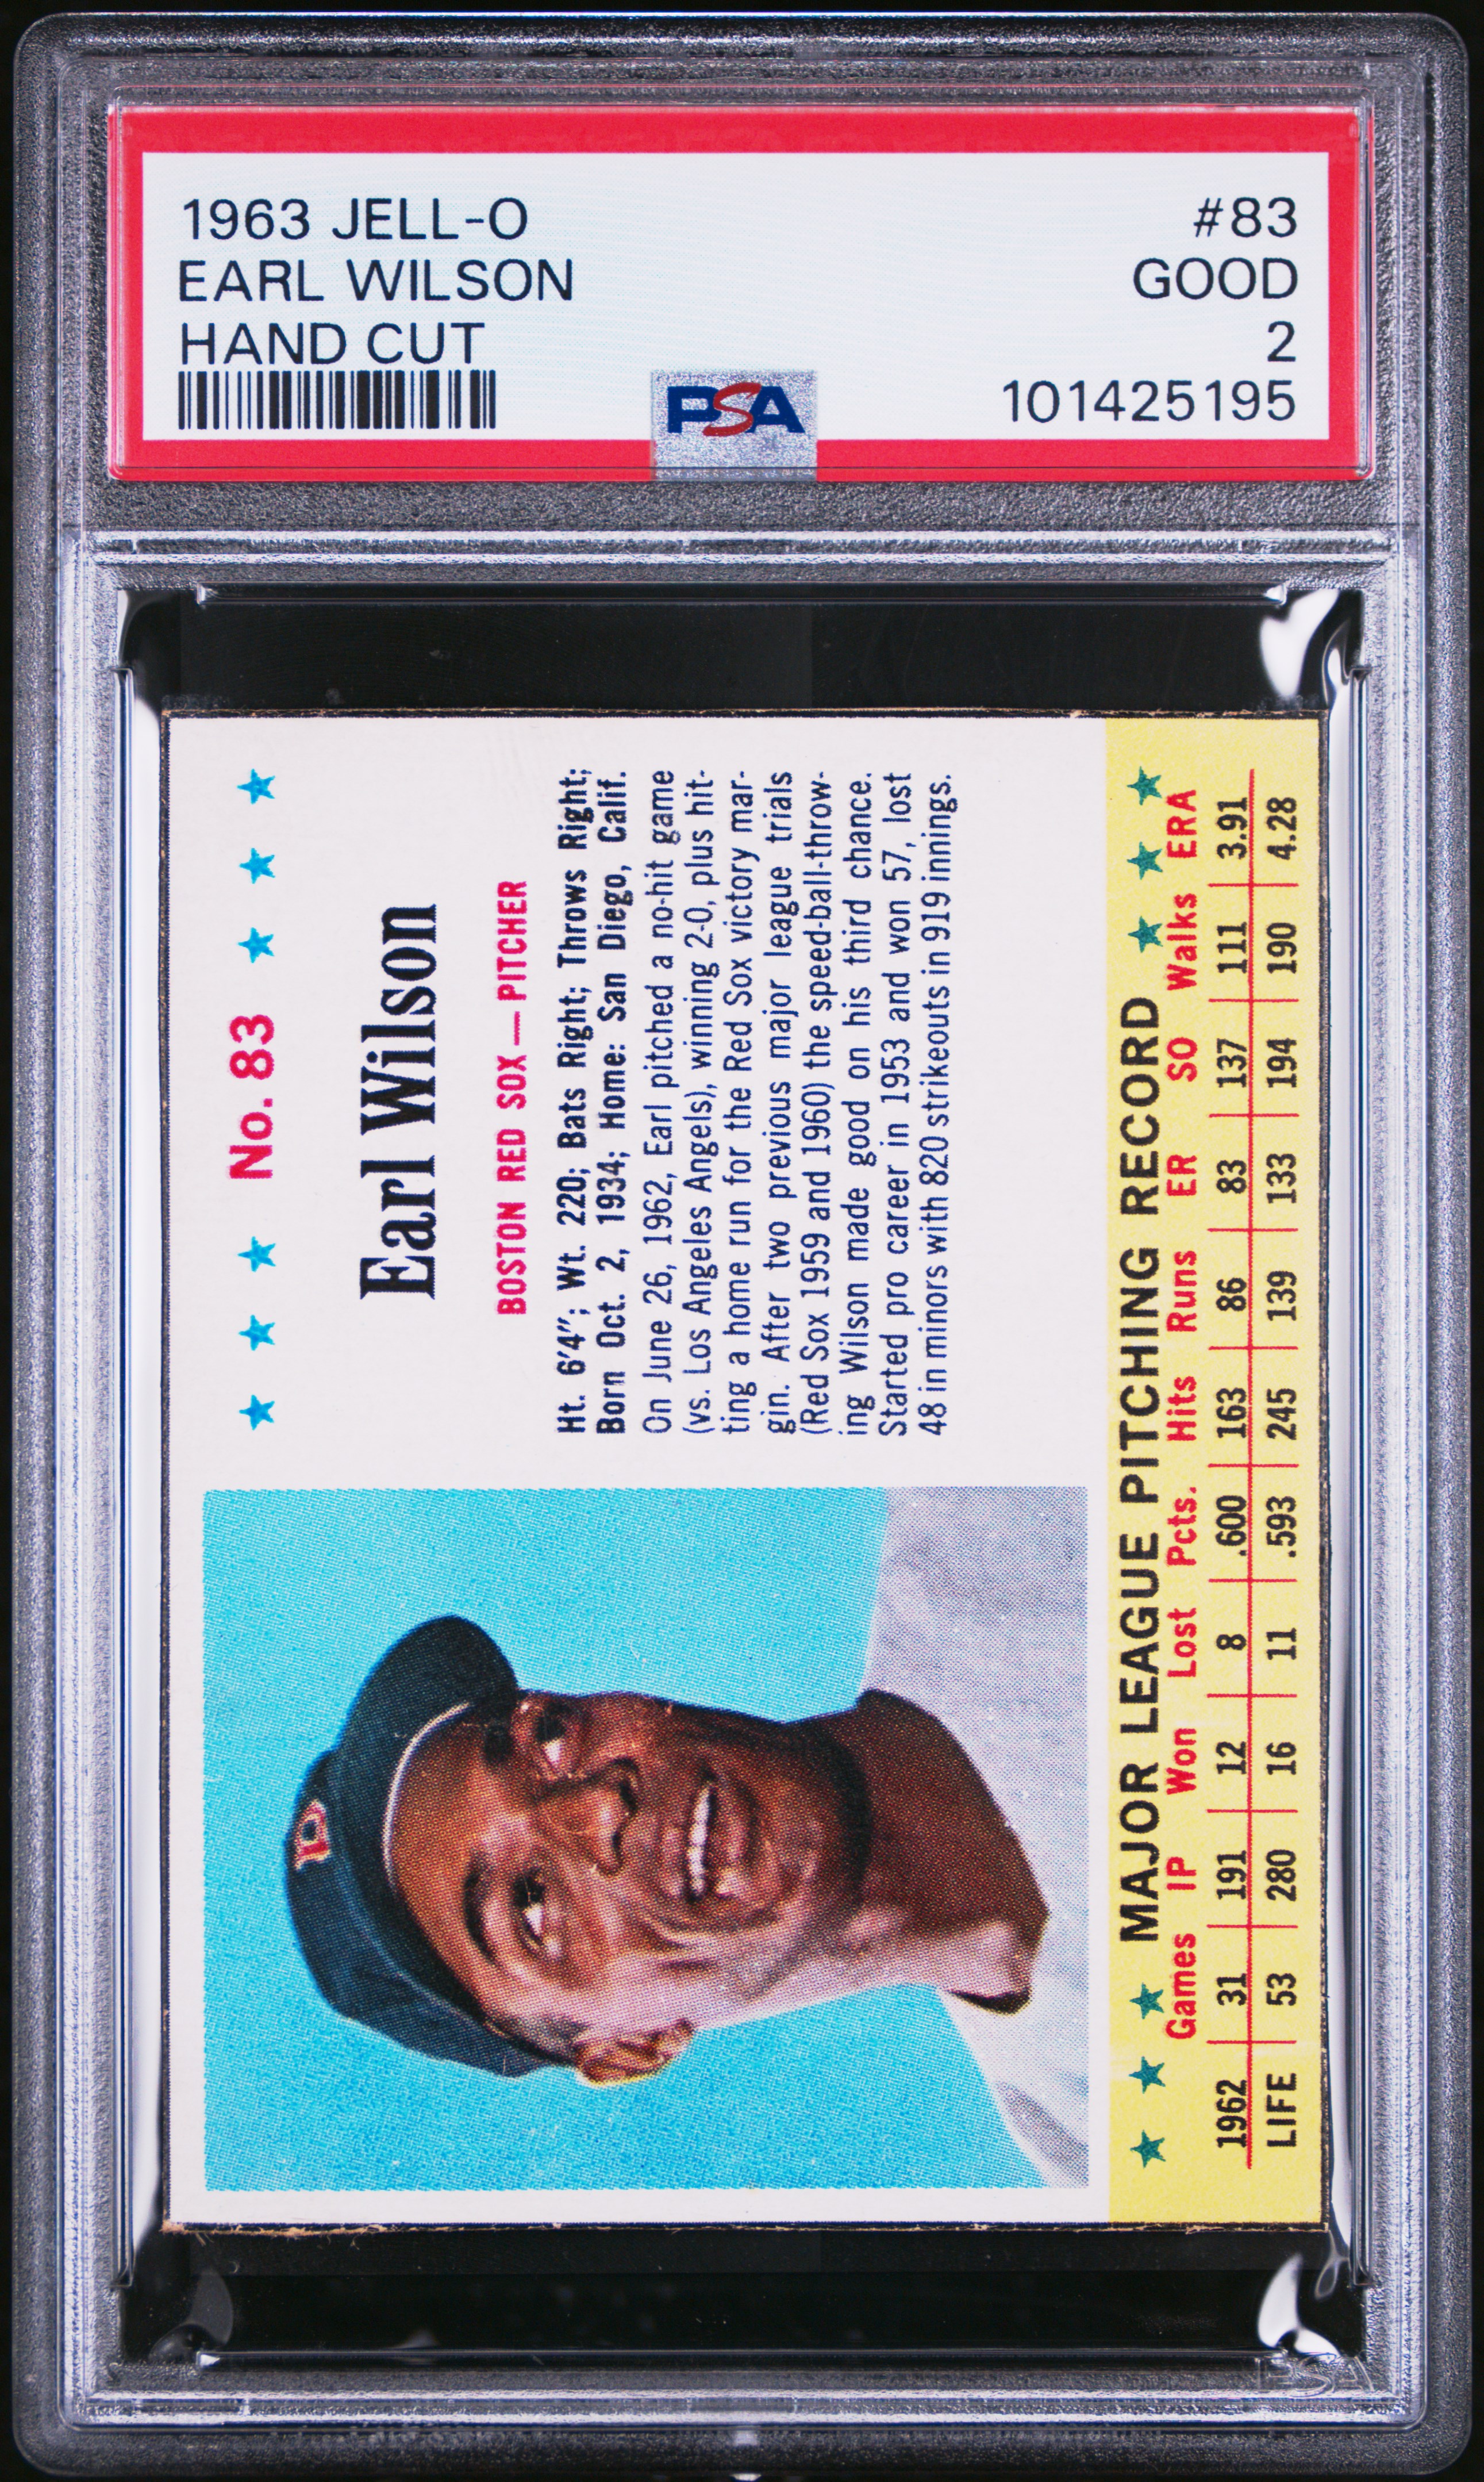 1963 JELL-O #83
EARL WILSON GOOD
HAND CUT 2
PSA 101425195
No. 83
Earl Wilson
BOSTON RED SOX — PITCHER
Ht. 6'4"; Wt. 220; Bats Right; Throws Right;
Born Oct. 2, 1934; Home: San Diego, Calif.
On June 26, 1962, Earl pitched a no-hit game
(vs. Los Angeles Angels), winning 2-0, plus hit-
ting a home run for the Red Sox victory mar-
gin. After two previous major league trials
(Red Sox 1959 and 1960) the speed-ball-throw-
ing Wilson made good on his third chance.
Started pro career in 1953 and won 57, lost
48 in minors with 820 strikeouts in 919 innings.
B
MAJOR LEAGUE PITCHING RECORD
Games IP Won Lost Pcts. Hits Runs ER SO Walks ERA
1962 31 191 12 8 .600 163 86 83 137 111 3.91
LIFE 53 280 16 11 .593 245 139 133 194 190 4.28
PSA